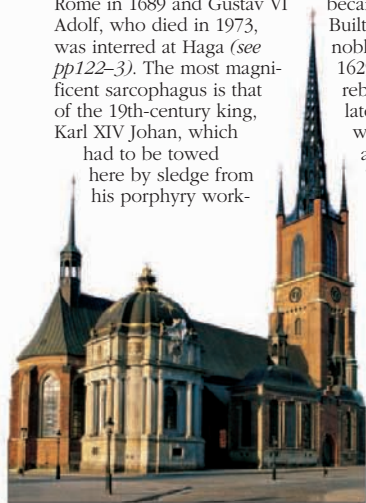 Rome in 1689 and Gustav VI
Adolf, who died in 1973,
was interred at Haga (see
pp122–3). The most magni-
ficent sarcophagus is that
of the 19th-century king,
Karl XIV Johan, which
had to be towed
here by sledge from
his porphyry work-
Built
1629